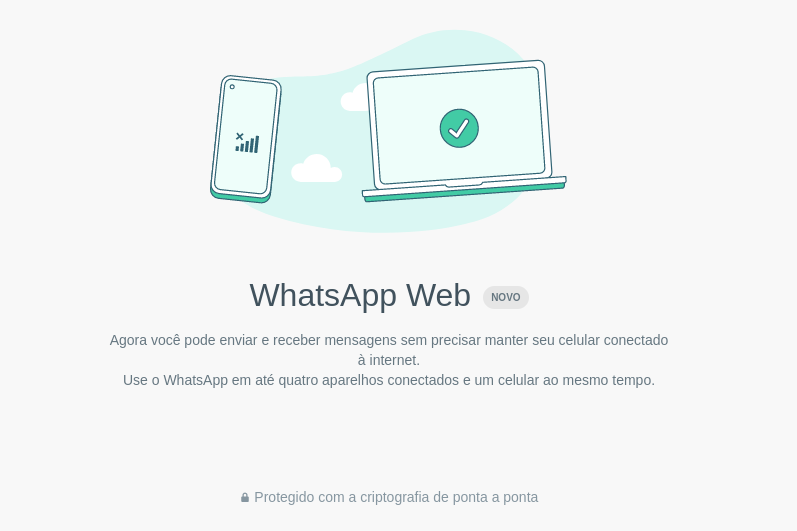 WhatsApp Web NOVO
Agora você pode enviar e receber mensagens sem precisar manter seu celular conectado
à internet.
Use o WhatsApp em até quatro aparelhos conectados e um celular ao mesmo tempo.
Protegido com a criptografia de ponta a ponta